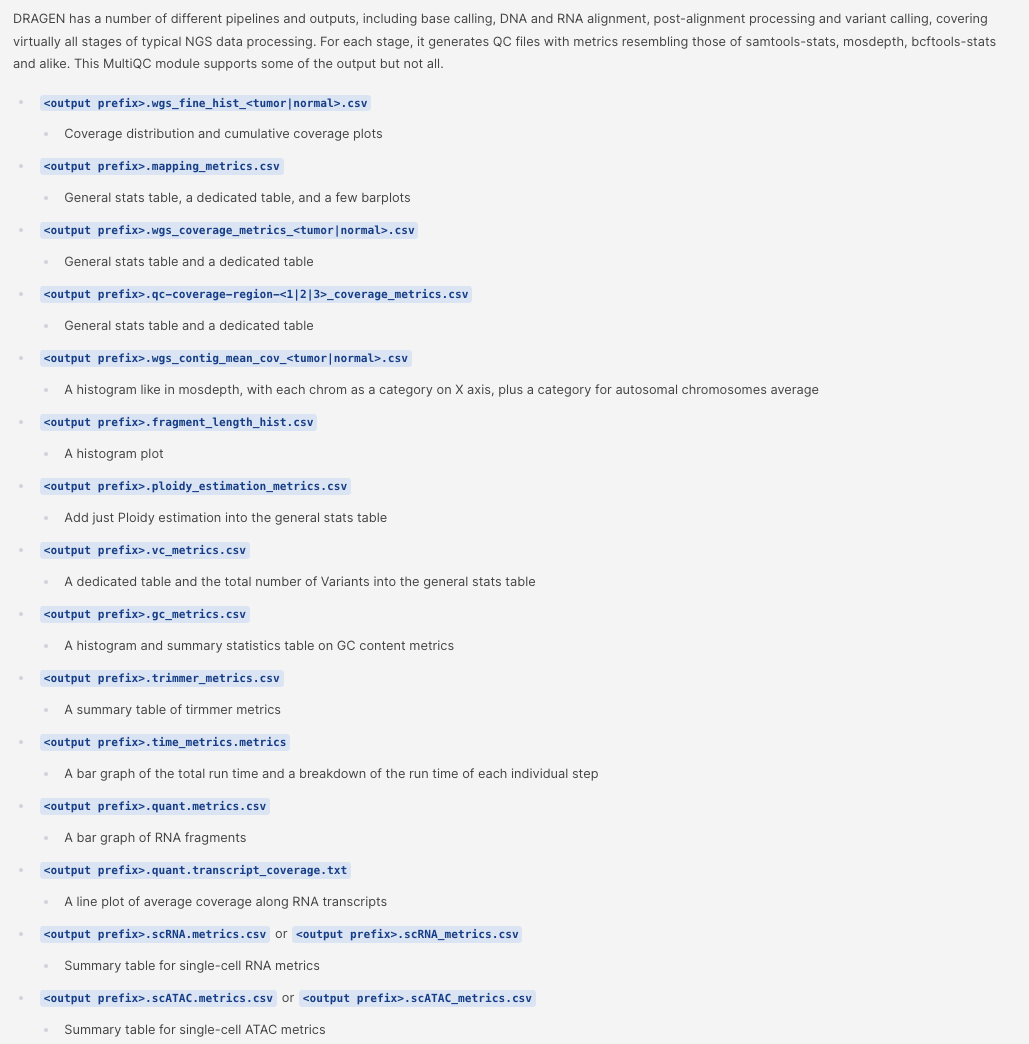 DRAGEN has a number of different pipelines and outputs, including base calling, DNA and RNA alignment, post-alignment processing and variant calling, covering
virtually all stages of typical NGS data processing. For each stage, it generates QC files with metrics resembling those of samtools-stats, mosdepth, bcftools-stats
and alike. This MultiQC module supports some of the output but not all.
<output prefix>.wgs_fine_hist_<tumor|normal>.csv
Coverage distribution and cumulative coverage plots
<output prefix>.mapping_metrics.csv
General stats table, a dedicated table, and a few barplots
<output prefix>.wgs_coverage_metrics_<tumor|normal>.csv
General stats table and a dedicated table
<output prefix>.qc-coverage-region-<1|2|3>_coverage_metrics.csv
General stats table and a dedicated table
<output prefix>.wgs_contig_mean_cov_<tumor|normal>.csv
A histogram like in mosdepth, with each chrom as a category on X axis, plus a category for autosomal chromosomes average
<output prefix>.fragment_length_hist.csv
A histogram plot
<output prefix>.ploidy_estimation_metrics.csv
Add just Ploidy estimation into the general stats table
<output prefix>.vc_metrics.csv
A dedicated table and the total number of Variants into the general stats table
<output prefix>.gc_metrics.csv
A histogram and summary statistics table on GC content metrics
<output prefix>.trimmer_metrics.csv
A summary table of tirmmer metrics
<output prefix>.time_metrics.metrics
A bar graph of the total run time and a breakdown of the run time of each individual step
<output prefix>.quant.metrics.csv
A bar graph of RNA fragments
<output prefix>.quant.transcript_coverage.txt
A line plot of average coverage along RNA transcripts
<output prefix>.scRNA.metrics.csv or <output prefix>.scRNA_metrics.csv
Summary table for single-cell RNA metrics
<output prefix>.scATAC.metrics.csv or <output prefix>.scATAC_metrics.csv
Summary table for single-cell ATAC metrics